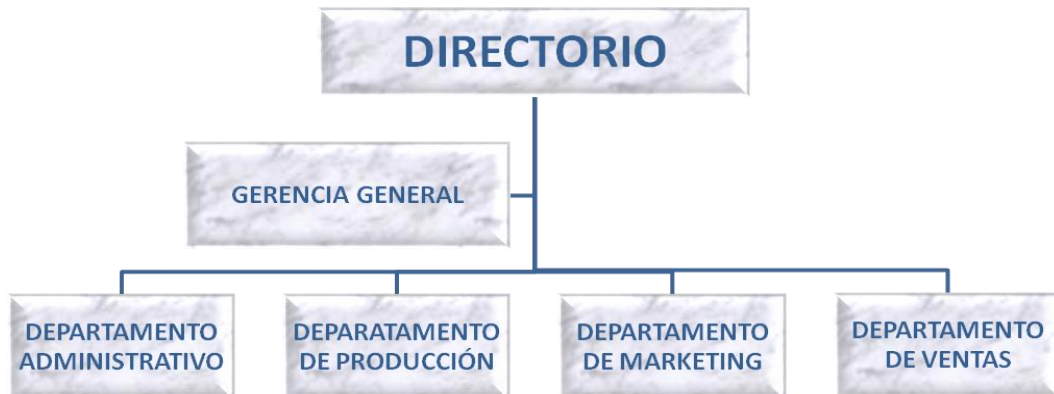 DIRECTORIO
GERENCIA GENERAL
DEPARTAMENTO
ADMINISTRATIVO
DEPARATAMENTO
DE PRODUCCIÓN
DEPARTAMENTO
DE MARKETING
DEPARTAMENTO
DE VENTAS